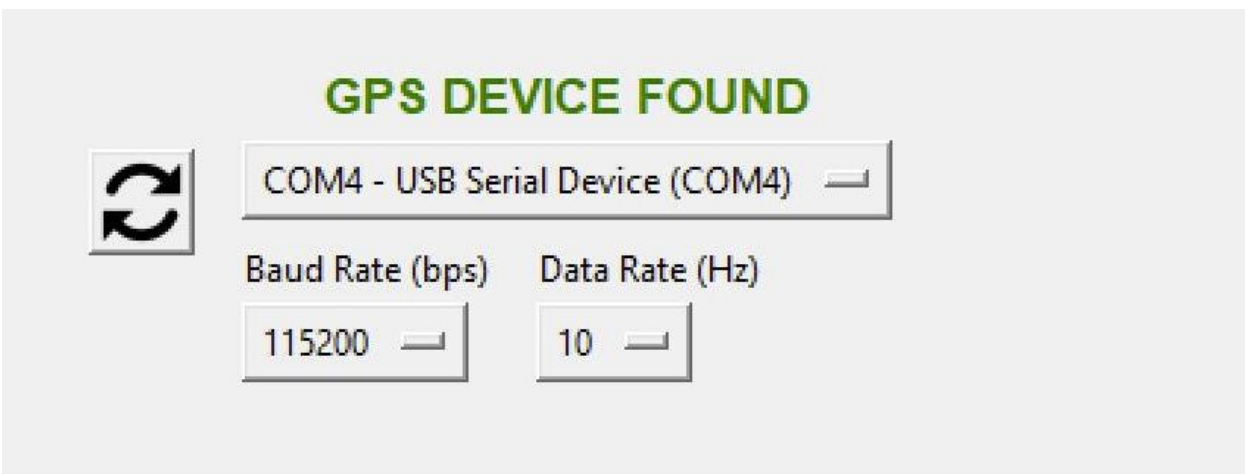 GPS DEVICE FOUND
COM4 - USB Serial Device (COM4)
Baud Rate (bps) Data Rate (Hz)
115200 10